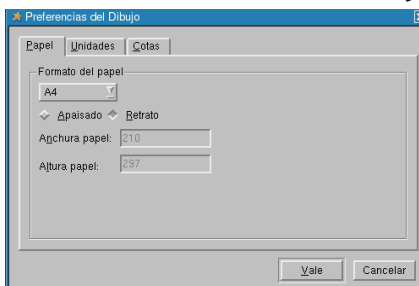 Preferencias del Dibujo
Papel Unidades Cotas
Formato del papel
A4
Apaisado Retrato
Anchura papel: 210
Altura papel: 297
Vale Cancelar